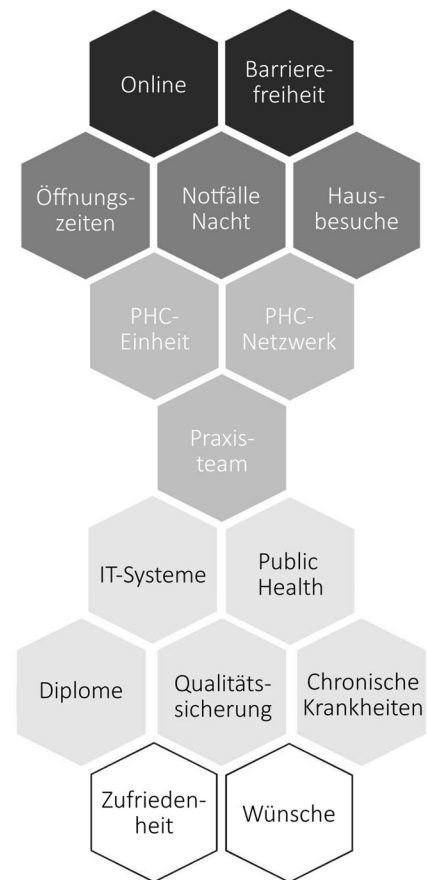 Online
Barriere-
freiheit
Öffnungs-
zeiten
Notfälle
Nacht
Haus-
besuche
PHC-
Einheit
PHC-
Netzwerk
Praxis-
team
IT-Systeme
Public
Health
Diplome
Qualitäts-
sicherung
Chronische
Krankheiten
Zufrieden-
heit
Wünsche